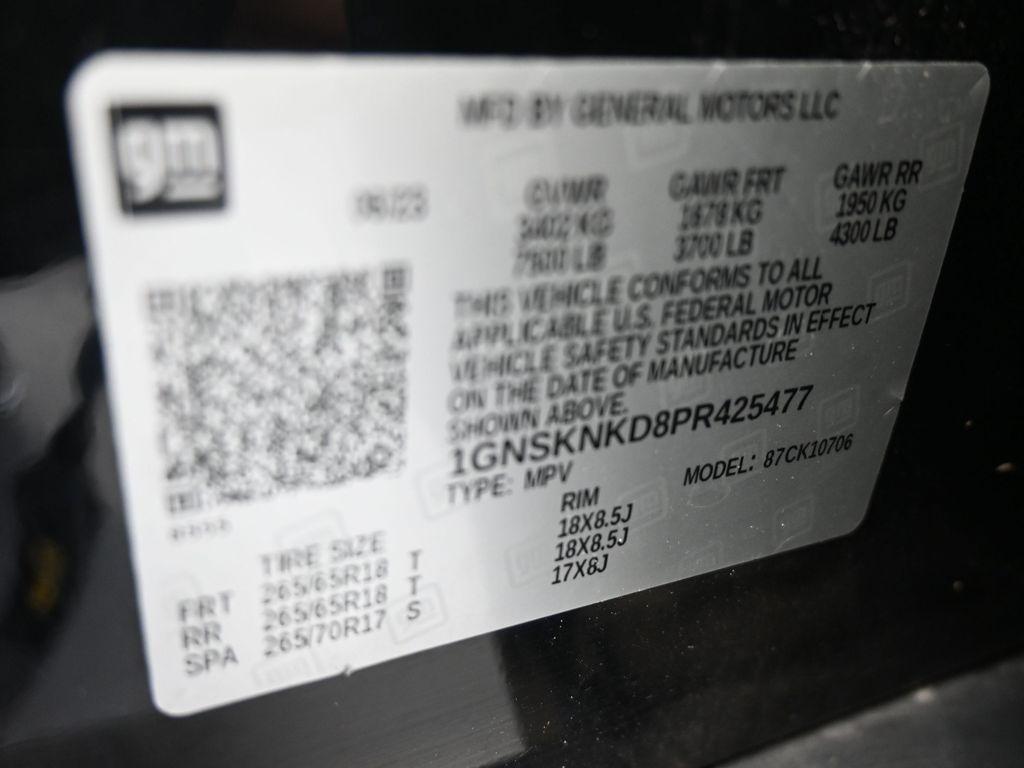 gm
MFD BY GENERAL MOTORS LLC
GVWR GAWR FRT GAWR RR
1678 KG 1950 KG
LB 3700 LB 4300 LB
THIS VEHICLE CONFORMS TO ALL
APPLICABLE U.S. FEDERAL MOTOR
VEHICLE SAFETY STANDARDS IN EFFECT
ON THE DATE OF MANUFACTURE
SHOWN ABOVE.
1GNSKNKD8PR425477
TYPE: MPV MODEL: 87CK10706
TIRE SIZE RIM
FRT 265/65R18 T 18X8.5J
RR 265/65R18 T 18X8.5J
SPA 265/70R17 S 17X8J